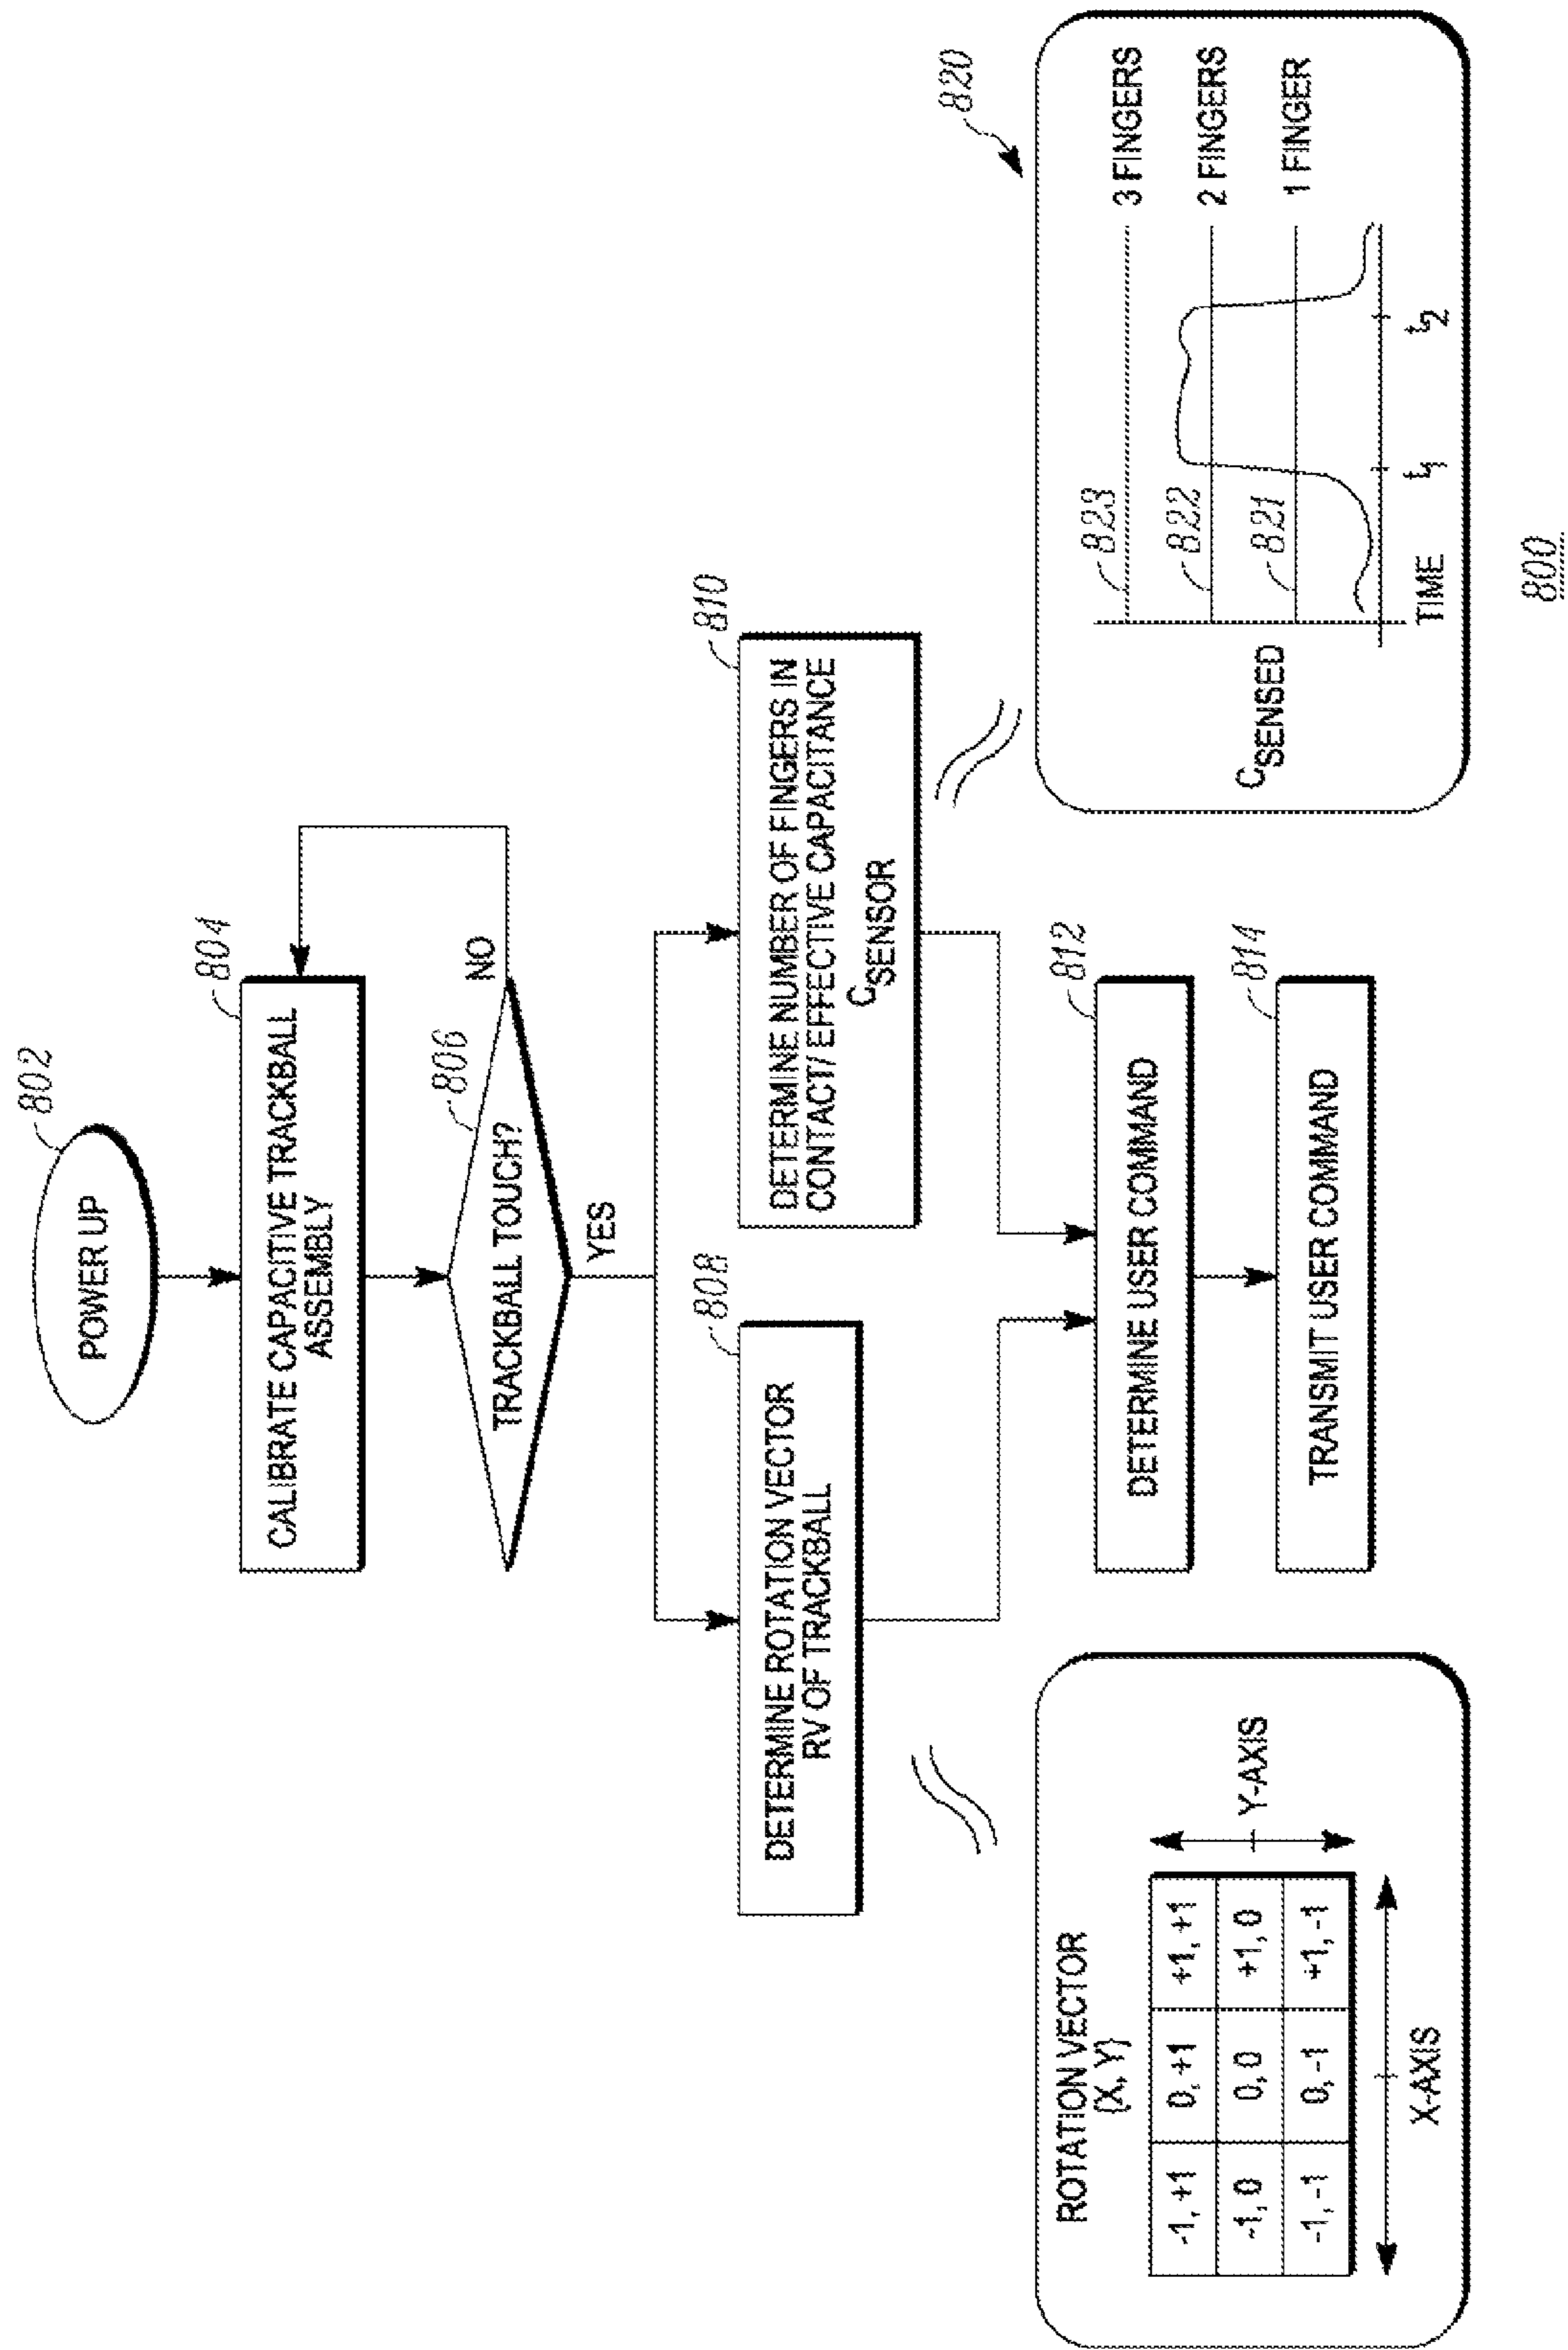 802
POWER UP
804
CALIBRATE CAPACITIVE TRACKBALL
ASSEMBLY
806
TRACKBALL TOUCH?
NO
YES
808
DETERMINE ROTATION VECTOR
RV OF TRACKBALL
810
DETERMINE NUMBER OF FINGERS IN
CONTACT/ EFFECTIVE CAPACITANCE
CSENSOR
812
DETERMINE USER COMMAND
814
TRANSMIT USER COMMAND
ROTATION VECTOR
(X, Y)
-1, +1 0, +1 +1, +1
-1, 0 0, 0 +1, 0
-1, -1 0, -1 +1, -1
Y-AXIS
X-AXIS
820
823
3 FINGERS
822
2 FINGERS
821
1 FINGER
CSENSED
TIME
t1
t2
800